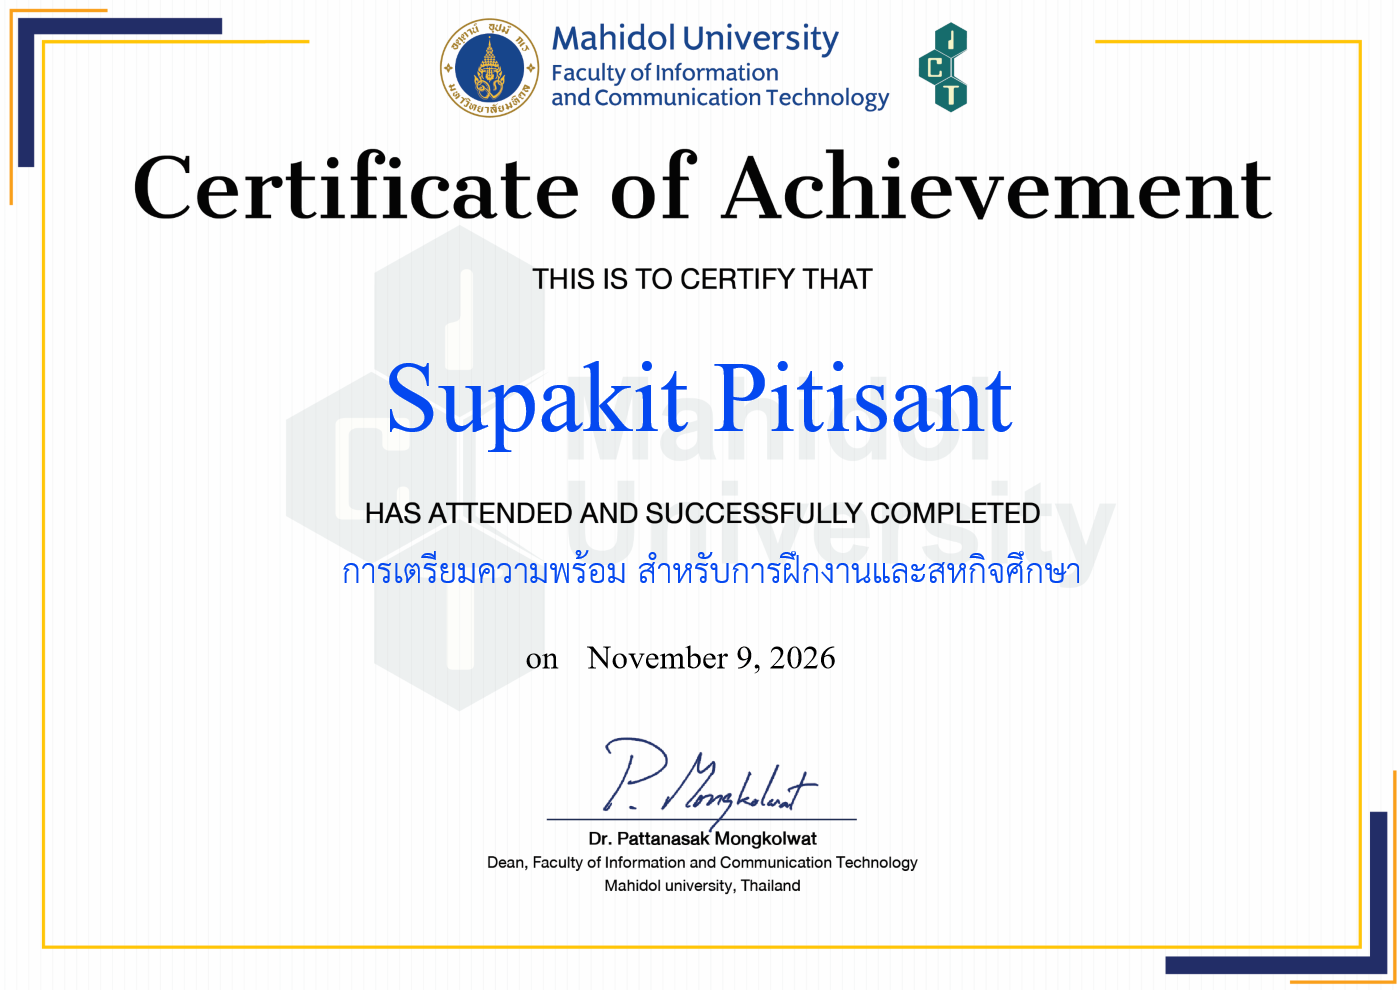 Mahidol University
Faculty of Information
and Communication Technology
I
C
T
Certificate of Achievement
THIS IS TO CERTIFY THAT
Supakit Pitisant
Mahidol
University
HAS ATTENDED AND SUCCESSFULLY COMPLETED
การเตรียมความพร้อม สำหรับการฝึกงานและสหกิจศึกษา
on November 9, 2026
P. Mongkolwat
Dr. Pattanasak Mongkolwat
Dean, Faculty of Information and Communication Technology
Mahidol university, Thailand